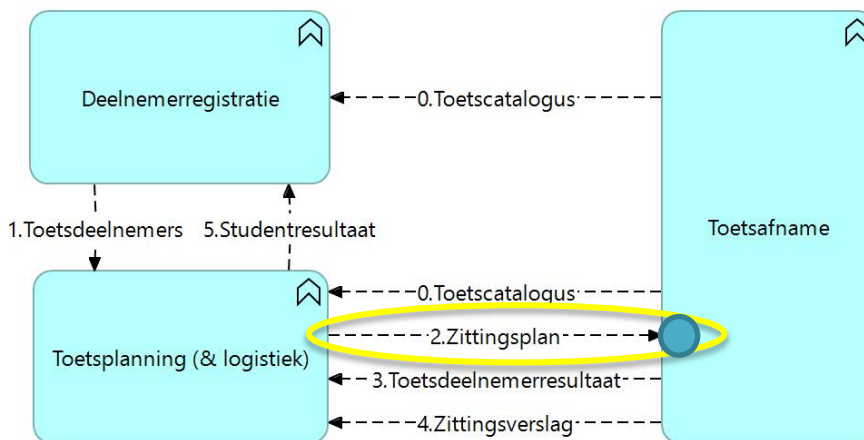 Deelnemerregistratie
0.Toetscatalogus
1.Toetsdeelnemers
5.Studentresultaat
Toetsafname
0.Toetscatalogus
2.Zittingsplan
Toetsplanning (& logistiek)
3.Toetsdeelnemerresultaat
4.Zittingsverslag